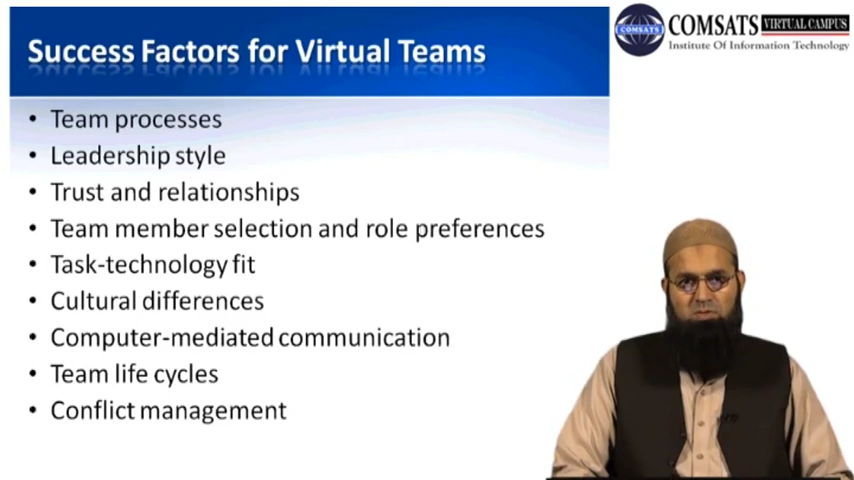 Success Factors for Virtual Teams
COMSATS VIRTUAL CAMPUS
Institute Of Information Technology
COMSATS
• Team processes
• Leadership style
• Trust and relationships
• Team member selection and role preferences
• Task-technology fit
• Cultural differences
• Computer-mediated communication
• Team life cycles
• Conflict management